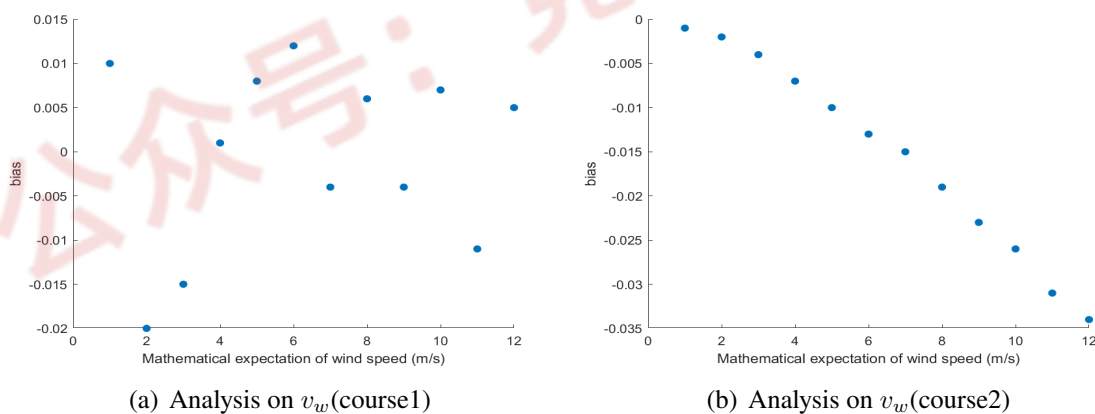 0.015
0.01
0.005
0
-0.005
-0.01
-0.015
-0.02
bias
0 2 4 6 8 10 12
Mathematical expectation of wind speed (m/s)
(a) Analysis on v_w(course1)
0
-0.005
-0.01
-0.015
-0.02
-0.025
-0.03
-0.035
bias
0 2 4 6 8 10 12
Mathematical expectation of wind speed (m/s)
(b) Analysis on v_w(course2)
公众号：